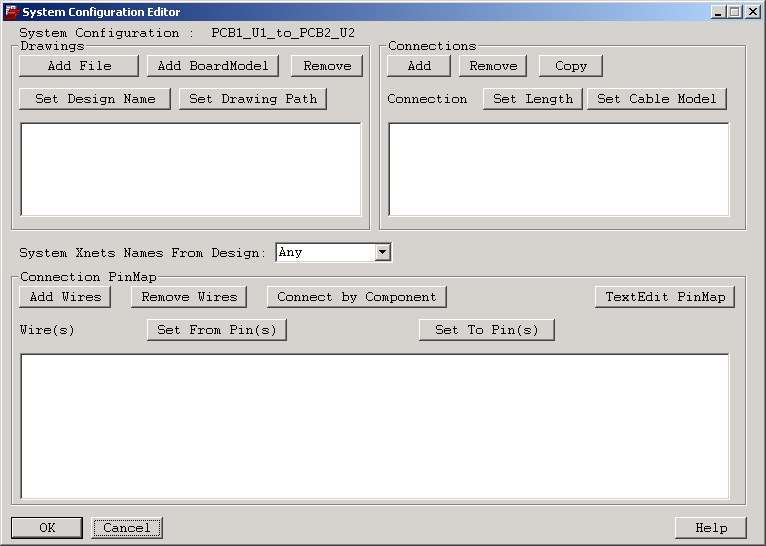 System Configuration Editor
System Configuration : PCB1_U1_to_PCB2_U2
Drawings
Add File Add BoardModel Remove
Set Design Name Set Drawing Path
Connections
Add Remove Copy
Connection Set Length Set Cable Model
System Xnets Names From Design: Any
Connection PinMap
Add Wires Remove Wires Connect by Component TextEdit PinMap
Wire(s) Set From Pin(s) Set To Pin(s)
OK Cancel Help